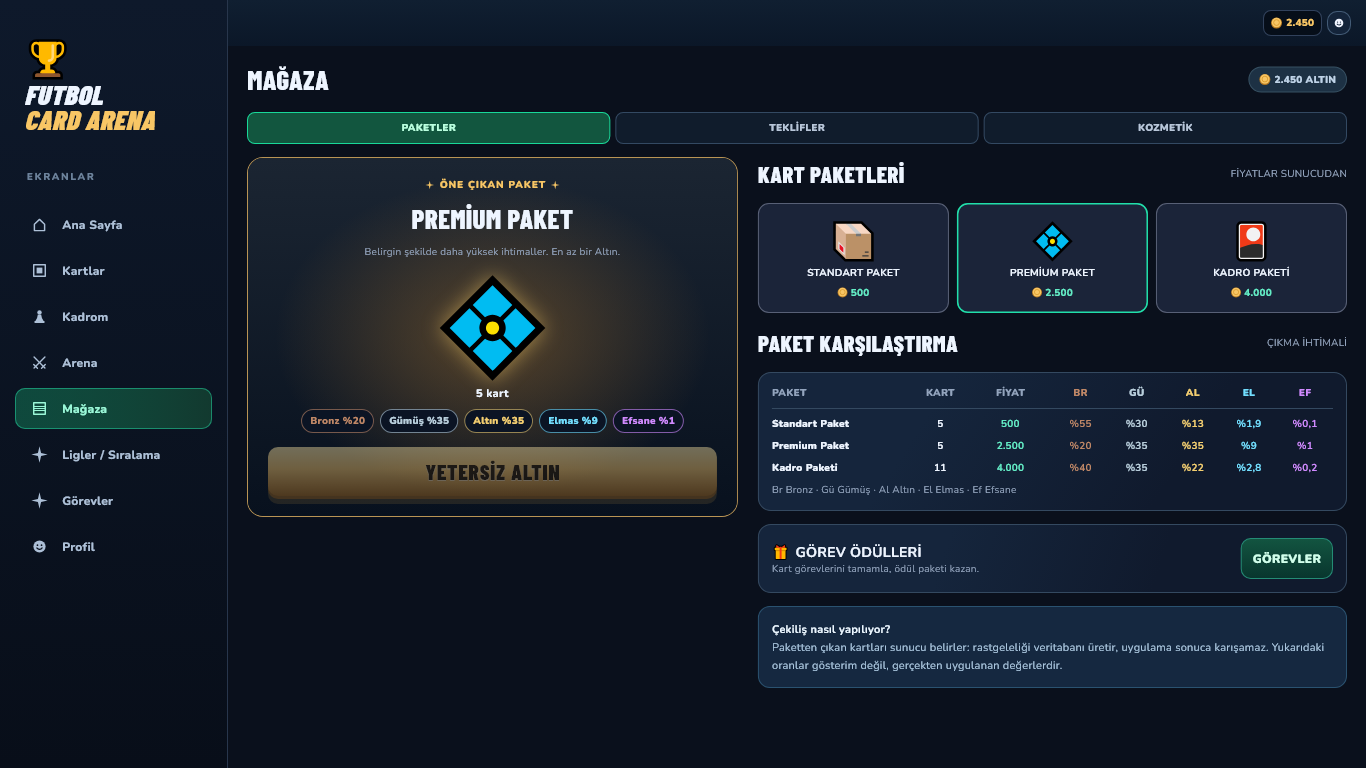 FUTBOL
CARD ARENA
EKRANLAR
Ana Sayfa
Kartlar
Kadrom
Arena
Mağaza
Ligler / Sıralama
Görevler
Profil
2.450
MAĞAZA
2.450 ALTIN
PAKETLER
TEKLİFLER
KOZMETİK
ÖNE ÇIKAN PAKET
PREMİUM PAKET
Belirgin şekilde daha yüksek ihtimaller. En az bir Altın.
5 kart
Bronz %20 Gümüş %35 Altın %35 Elmas %9 Efsane %1
YETERSİZ ALTIN
KART PAKETLERİ
FİYATLAR SUNUCUDAN
STANDART PAKET
500
PREMİUM PAKET
2.500
KADRO PAKETİ
4.000
PAKET KARŞILAŞTIRMA
ÇIKMA İHTİMALİ
PAKET KART FİYAT BR GÜ AL EL EF
Standart Paket 5 500 %55 %30 %13 %1,9 %0,1
Premium Paket 5 2.500 %20 %35 %35 %9 %1
Kadro Paketi 11 4.000 %40 %35 %22 %2,8 %0,2
Br Bronz · Gü Gümüş · Al Altın · El Elmas · Ef Efsane
GÖREV ÖDÜLLERİ
Kart görevlerini tamamla, ödül paketi kazan.
GÖREVLER
Çekiliş nasıl yapılıyor?
Paketten çıkan kartları sunucu belirler: rastgeleliği veritabanı üretir, uygulama sonuca karışamaz. Yukarıdaki
oranlar gösterim değil, gerçekten uygulanan değerlerdir.